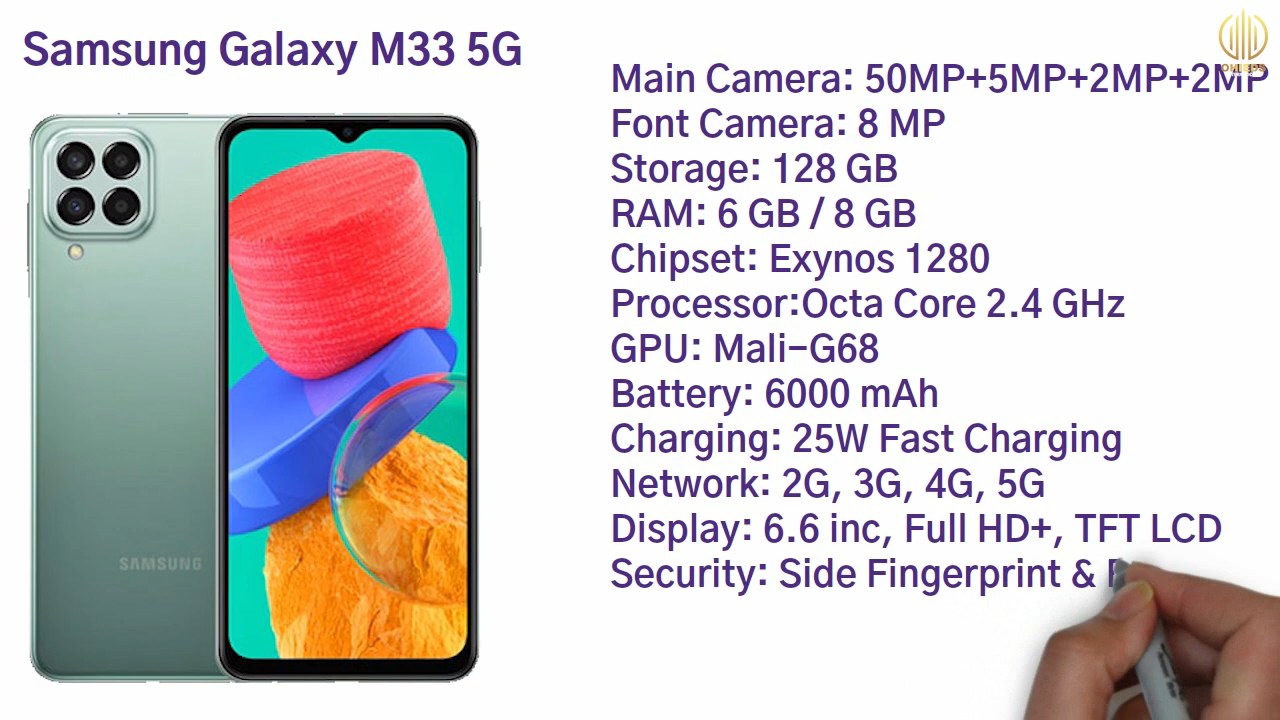 Samsung Galaxy M33 5G
Main Camera: 50MP+5MP+2MP+2MP
Font Camera: 8 MP
Storage: 128 GB
RAM: 6 GB / 8 GB
Chipset: Exynos 1280
Processor:Octa Core 2.4 GHz
GPU: Mali-G68
Battery: 6000 mAh
Charging: 25W Fast Charging
Network: 2G, 3G, 4G, 5G
Display: 6.6 inc, Full HD+, TFT LCD
Security: Side Fingerprint &
SAMSUNG